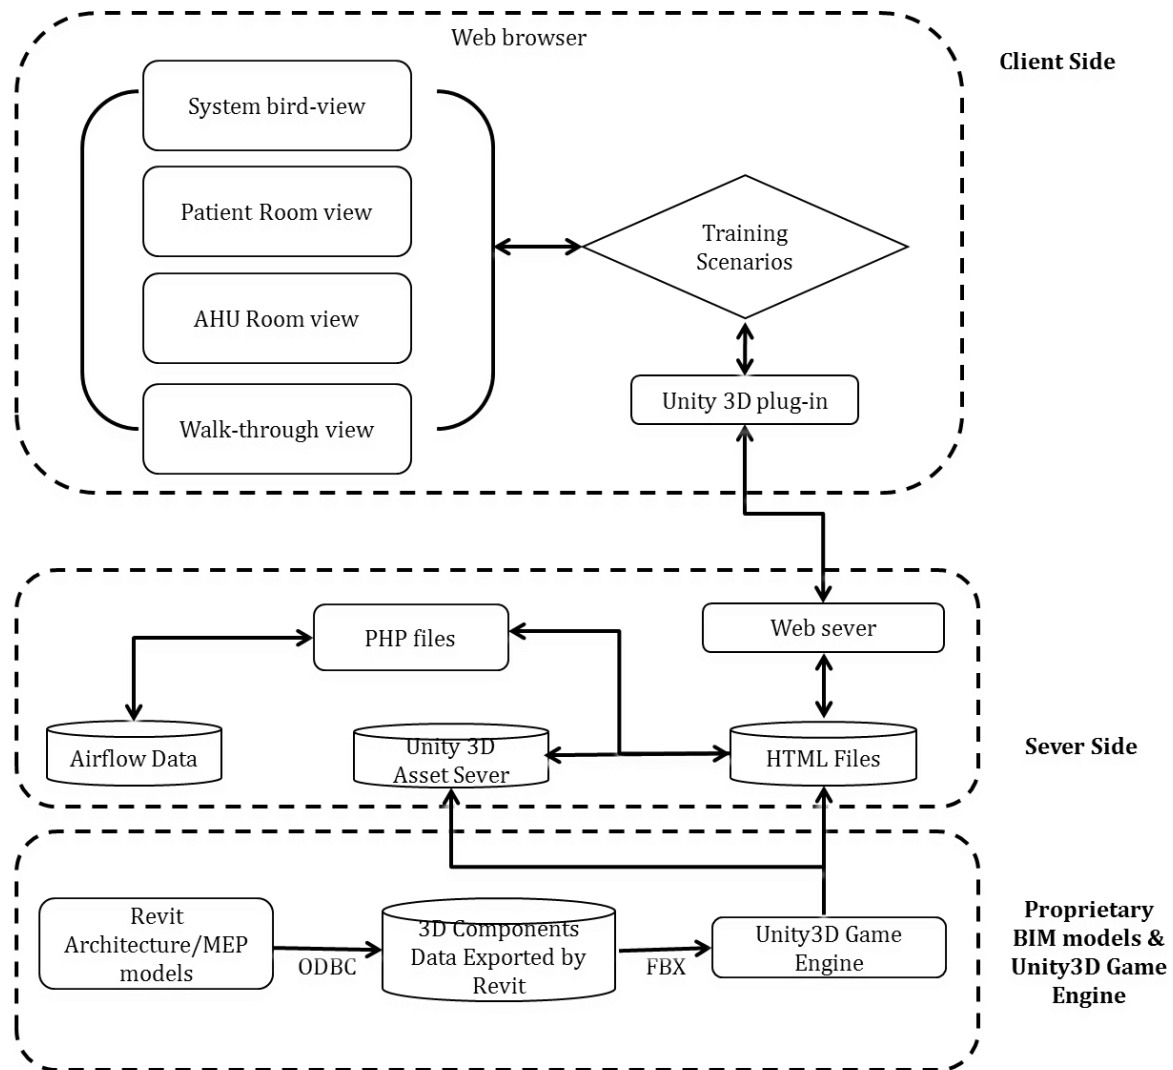 Web browser
Client Side
System bird-view
Patient Room view
Training
Scenarios
AHU Room view
Unity 3D plug-in
Walk-through view
PHP files
Web sever
Airflow Data
Unity 3D
Asset Sever
HTML Files
Sever Side
Revit
Architecture/MEP
models
ODBC
3D Components
Data Exported by
Revit
FBX
Unity3D Game
Engine
Proprietary
BIM models &
Unity3D Game
Engine